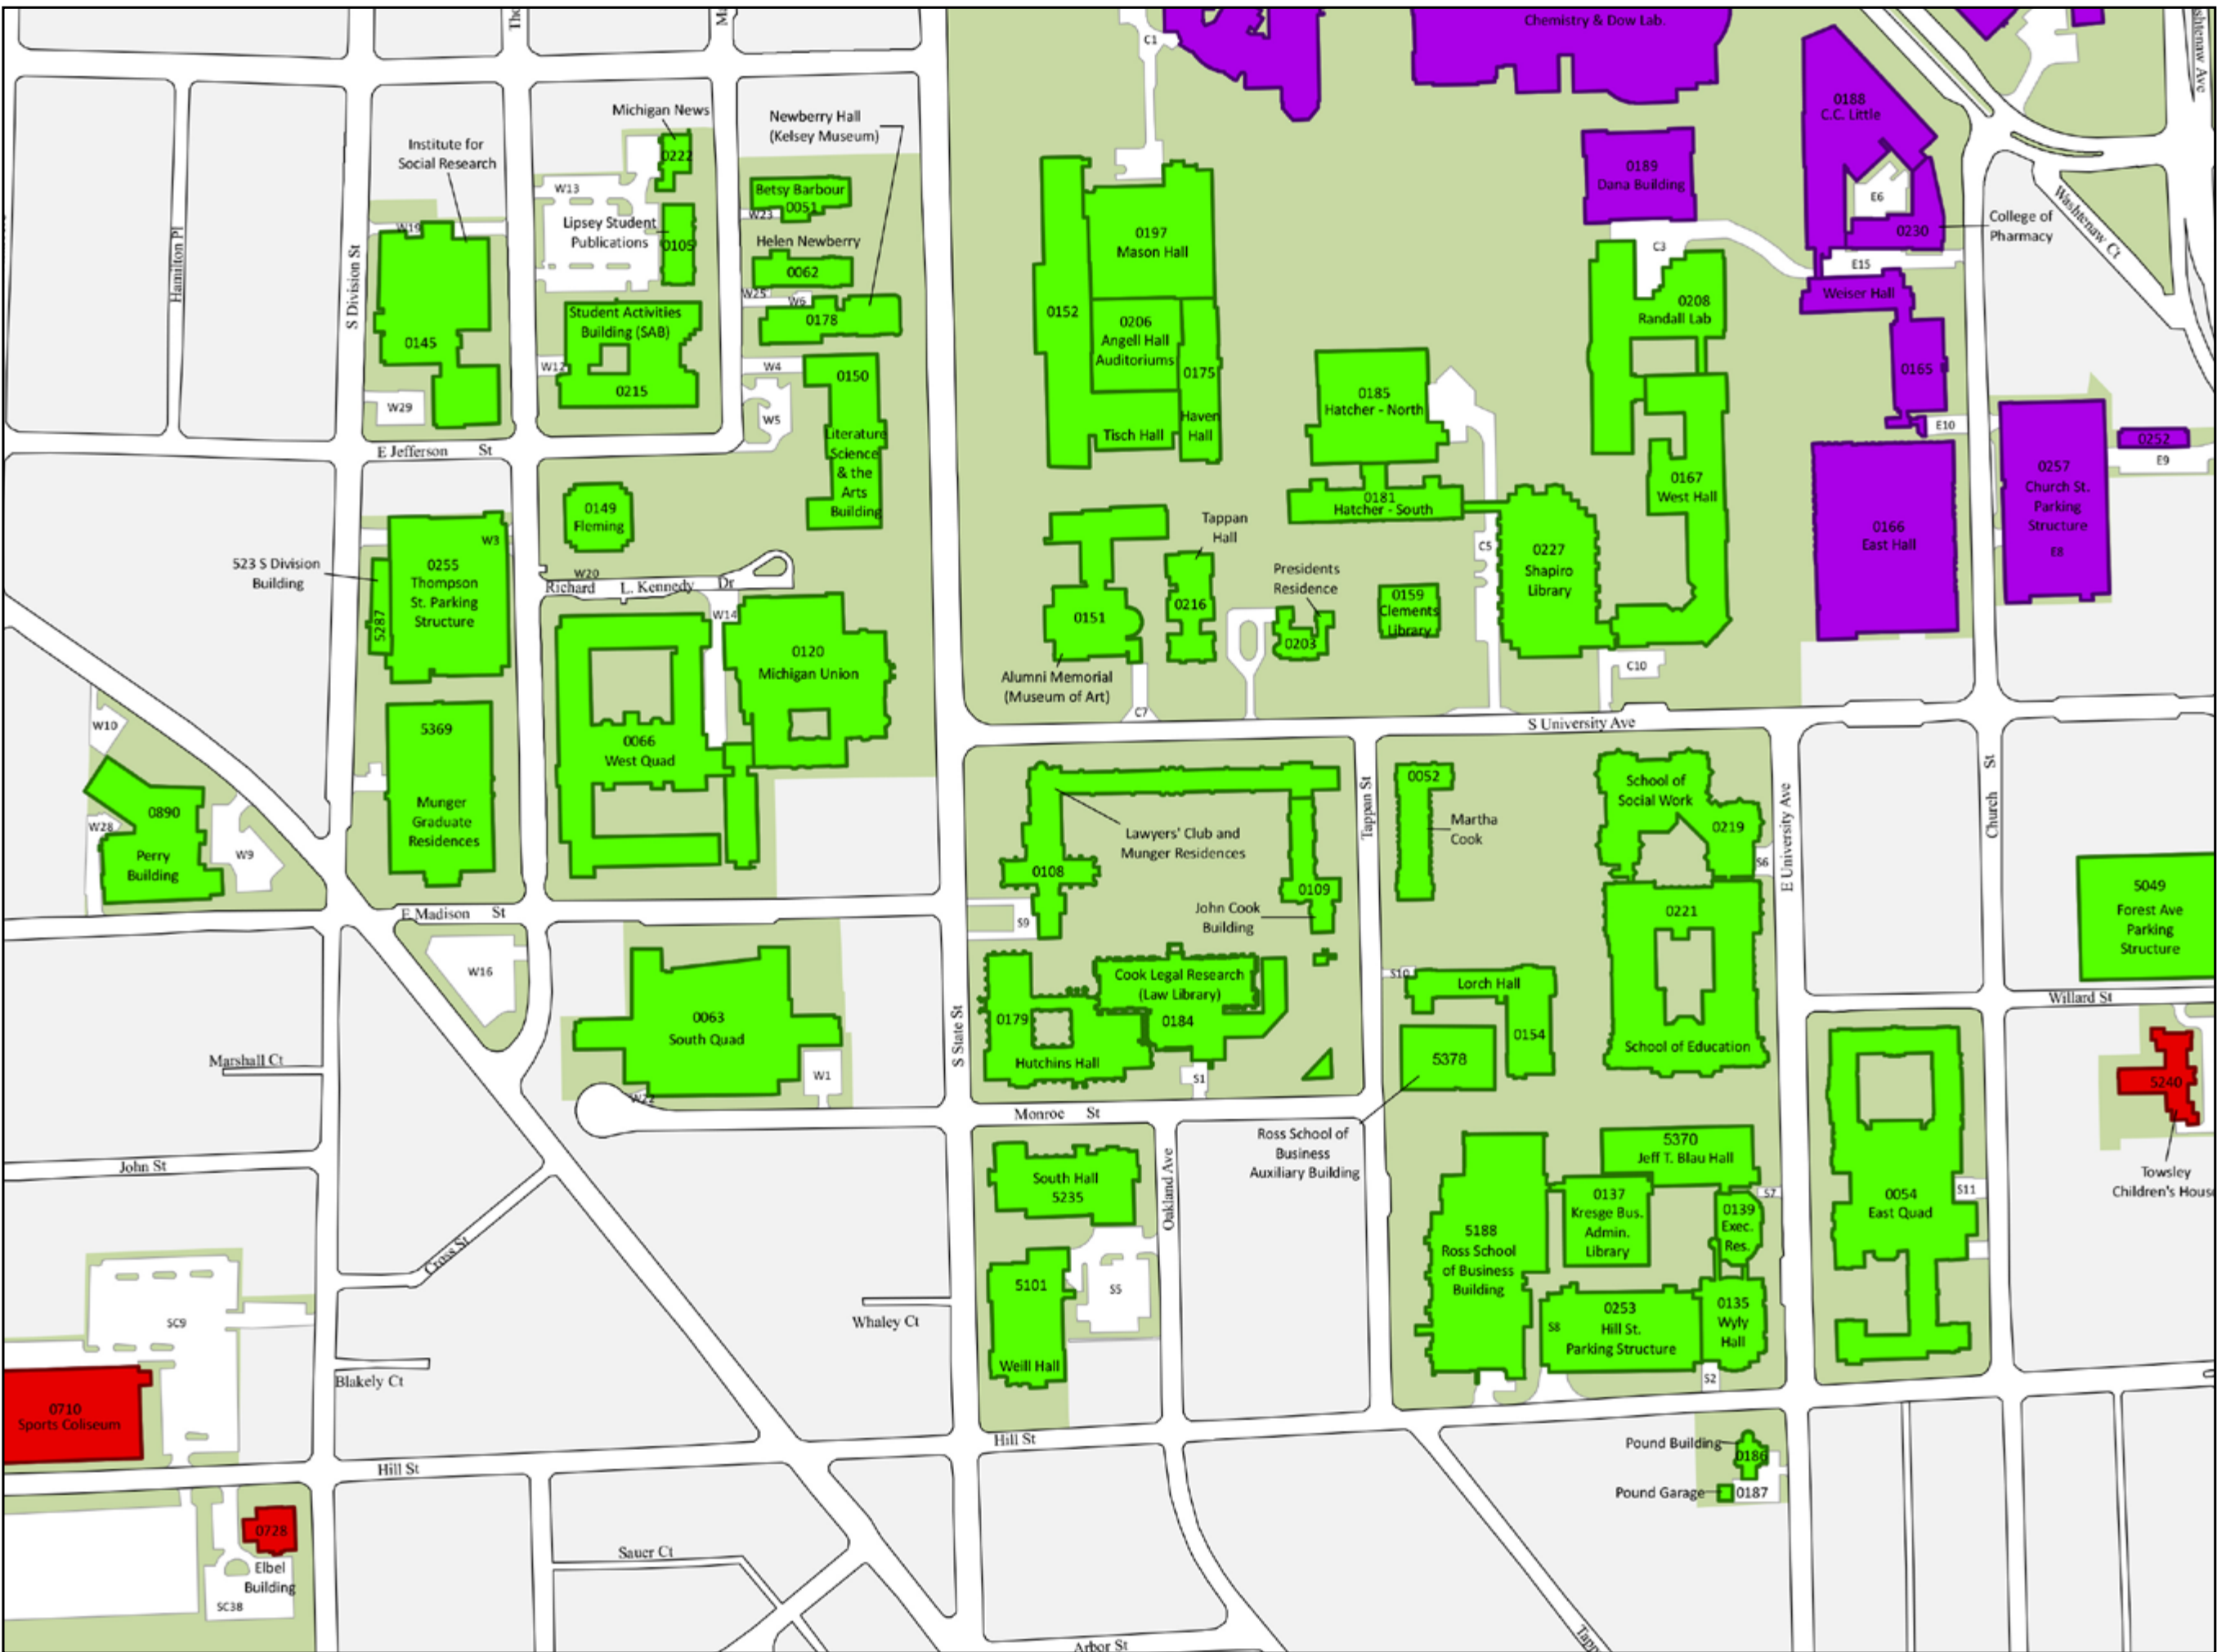 Chemistry & Dow Lab.
C1
Michigan News
Newberry Hall
(Kelsey Museum)
0188
C.C. Little
Institute for
Social Research
0222
0189
Dana Building
W13
Betsy Barbour
0051
W23
E6
Washtenaw Ave
Washtenaw Ct
College of
Pharmacy
0230
W19
Lipsey Student
Publications
0105
Helen Newberry
0062
0197
Mason Hall
C3
E15
Hamilton Pl
S Division St
W25
W6
0178
Weiser Hall
0145
Student Activities
Building (SAB)
0215
W12
W4
0150
0152
0206
Angell Hall
Auditoriums
0175
0208
Randall Lab
0165
W29
W5
0185
Hatcher - North
Haven
Hall
Tisch Hall
E Jefferson St
Literature
Science
& the
Arts
Building
E10
0252
E9
0149
Fleming
0181
Hatcher - South
0167
West Hall
0257
Church St.
Parking
Structure
E8
0166
East Hall
W3
0255
Thompson
St. Parking
Structure
523 S Division
Building
5287
Tappan
Hall
C5
0227
Shapiro
Library
W20
Richard L. Kennedy Dr
W14
Presidents
Residence
0151
0216
0203
0159
Clements
Library
0120
Michigan Union
Alumni Memorial
(Museum of Art)
C10
C7
S University Ave
W10
5369
Munger
Graduate
Residences
0066
West Quad
0890
Perry
Building
W28
W9
0052
Martha
Cook
Tappan St
School of
Social Work
0219
S6
E University Ave
Church St
Lawyers' Club and
Munger Residences
0108
0109
John Cook
Building
S9
5049
Forest Ave
Parking
Structure
0221
School of Education
E Madison St
W16
0063
South Quad
W1
W22
S State St
Cook Legal Research
(Law Library)
0179
0184
Hutchins Hall
S1
S10
Lorch Hall
0154
5378
Willard St
Marshall Ct
5240
Towsley
Children's House
Monroe St
Ross School of
Business
Auxiliary Building
John St
South Hall
5235
Oakland Ave
5370
Jeff T. Blau Hall
0137
Kresge Bus.
Admin.
Library
S7
0139
Exec.
Res.
0054
East Quad
S11
5188
Ross School
of Business
Building
Cross St
5101
Weill Hall
S5
SC9
Whaley Ct
S8
0253
Hill St.
Parking Structure
0135
Wyly
Hall
S2
Blakely Ct
0710
Sports Coliseum
Hill St
Hill St
Pound Building
0186
Pound Garage
0187
0728
Elbel
Building
SC38
Sauer Ct
Arbor St